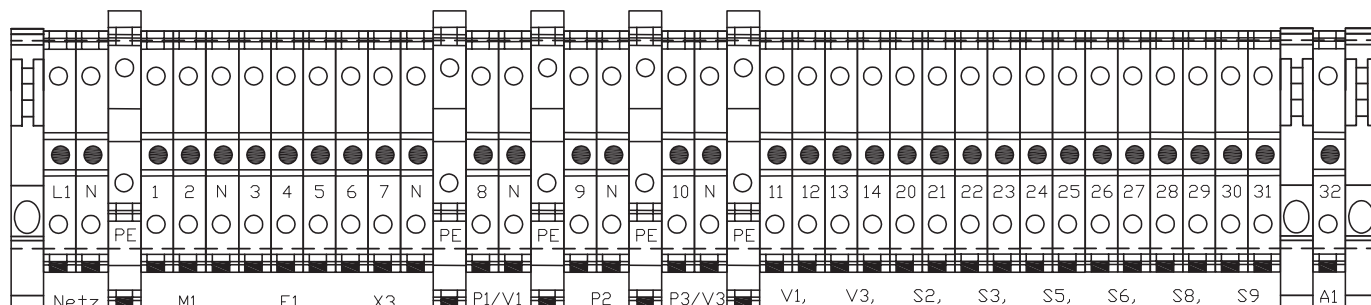 L1 N 1 2 N 3 4 5 6 7 N 8 N 9 N 10 N 11 12 13 14 20 21 22 23 24 25 26 27 28 29 30 31 32
PE PE PE PE PE
Netz M1 F1 X3 P1/V1 P2 P3/V3 V1, V3, S2, S3, S5, S6, S8, S9 A1